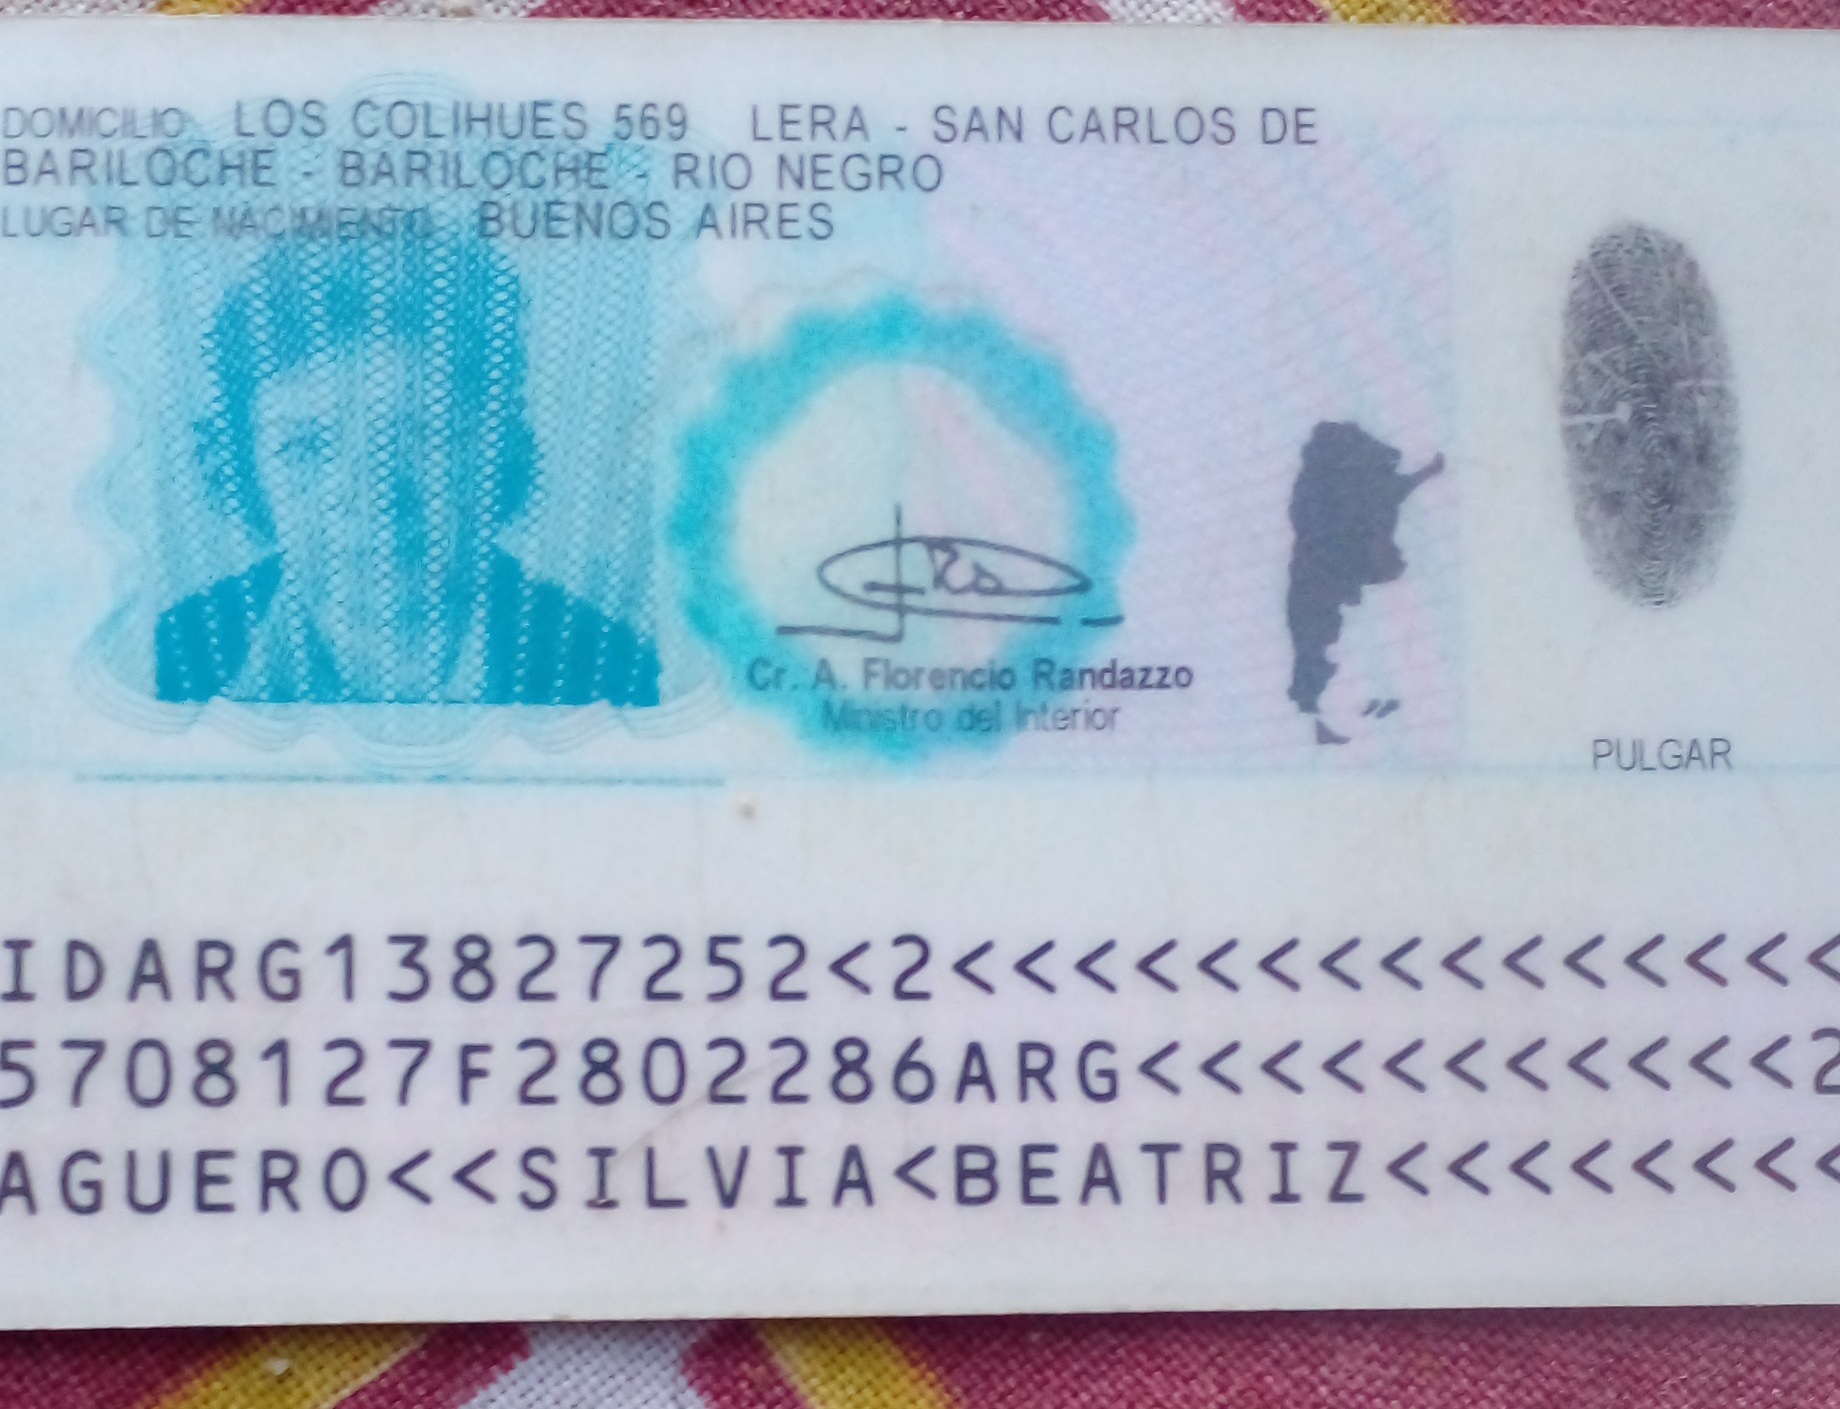 DOMICILIO: LOS COLIHUES 569 LERA - SAN CARLOS DE
BARILOCHE - BARILOCHE - RIO NEGRO
LUGAR DE NACIMIENTO: BUENOS AIRES
Cr. A. Florencio Randazzo
Ministro del Interior
PULGAR
IDARG13827252<2<<<<<<<<<<<<<<<
5708127F2802286ARG<<<<<<<<<<<2
AGUERO<<SILVIA<BEATRIZ<<<<<<<<